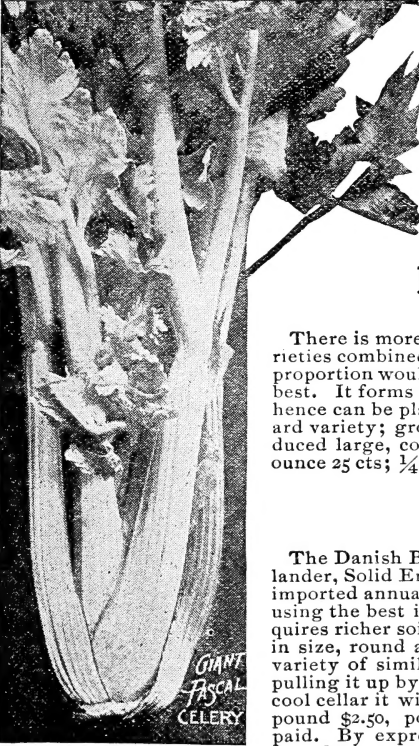 GIANT
PASCAL
CELERY
There is more
rieties combined
proportion woul
best. It forms
hence can be pl
ard variety; gr
duced large, co
ounce 25 cts; ¼
The Danish B
lander, Solid E
imported annua
using the best i
quires richer soi
in size, round a
variety of simil
pulling it up by
cool cellar it wi
pound $2.50, p
paid. By expr